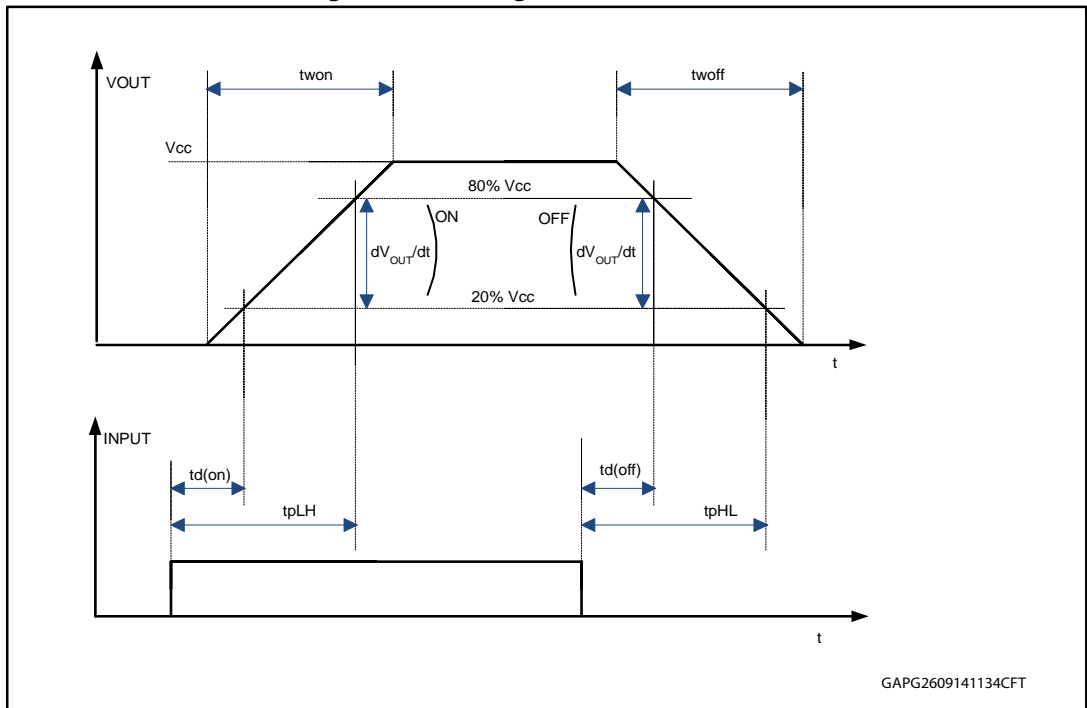 VOUT
twon
twoff
Vcc
80% Vcc
ON
OFF
dVOUT/dt
dVOUT/dt
20% Vcc
t
INPUT
td(on)
td(off)
tpLH
tpHL
t
GAPG2609141134CFT